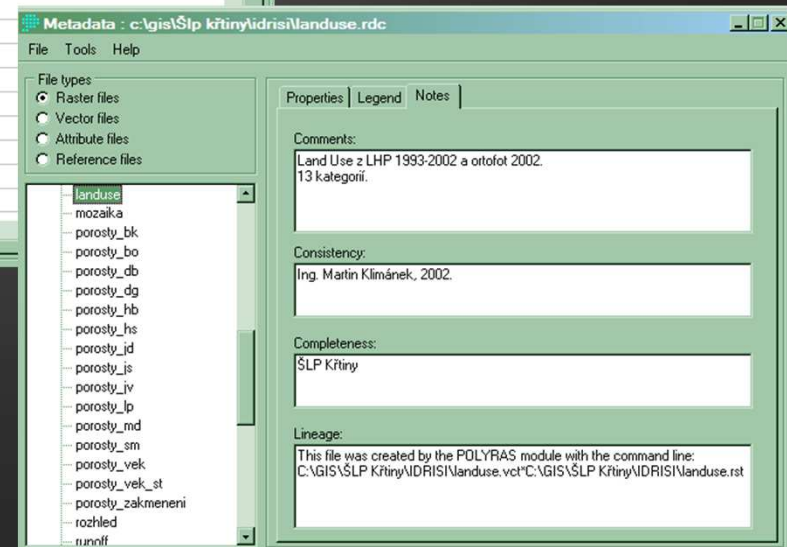 Metadata : c:\gis\Šlp křtiny\idrisi\landuse.rdc
File Tools Help
File types
Raster files
Vector files
Attribute files
Reference files
landuse
mozaika
porosty_bk
porosty_bo
porosty_db
porosty_dg
porosty_hb
porosty_hs
porosty_jd
porosty_js
porosty_jv
porosty_lp
porosty_md
porosty_sm
porosty_vek
porosty_vek_st
porosty_zakmeneni
rozhled
runoff
Properties Legend Notes
Comments:
Land Use z LHP 1993-2002 a ortofot 2002.
13 kategorií.
Consistency:
Ing. Martin Klimánek, 2002.
Completeness:
ŠLP Křtiny
Lineage:
This file was created by the POLYRAS module with the command line:
C:\GIS\ŠLP Křtiny\IDRISI\landuse.vct*C:\GIS\ŠLP Křtiny\IDRISI\landuse.rst